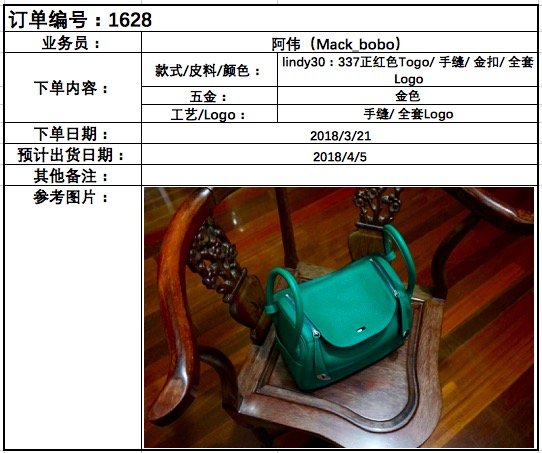 订单编号：1628
业务员： 阿伟（Mack_bobo）
下单内容： 款式/皮料/颜色： lindy30：337正红色Togo/ 手缝/ 金扣/ 全套
Logo
五金： 金色
工艺/Logo： 手缝/ 全套Logo
下单日期： 2018/3/21
预计出货日期： 2018/4/5
其他备注：
参考图片：